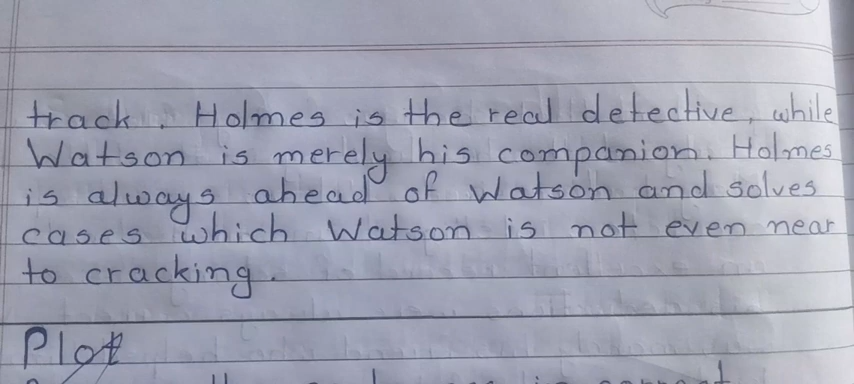 track. Holmes is the real detective, while
Watson is merely his companion. Holmes
is always ahead of Watson and solves
cases which Watson is not even near
to cracking.
Plot